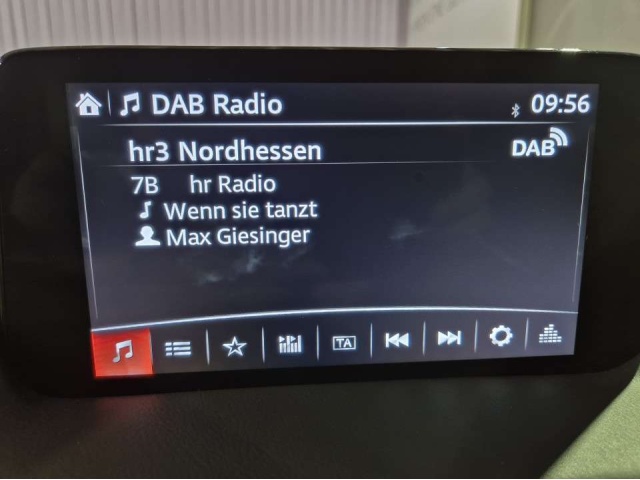 DAB Radio 09:56
hr3 Nordhessen DAB
7B hr Radio
Wenn sie tanzt
Max Giesinger
TA